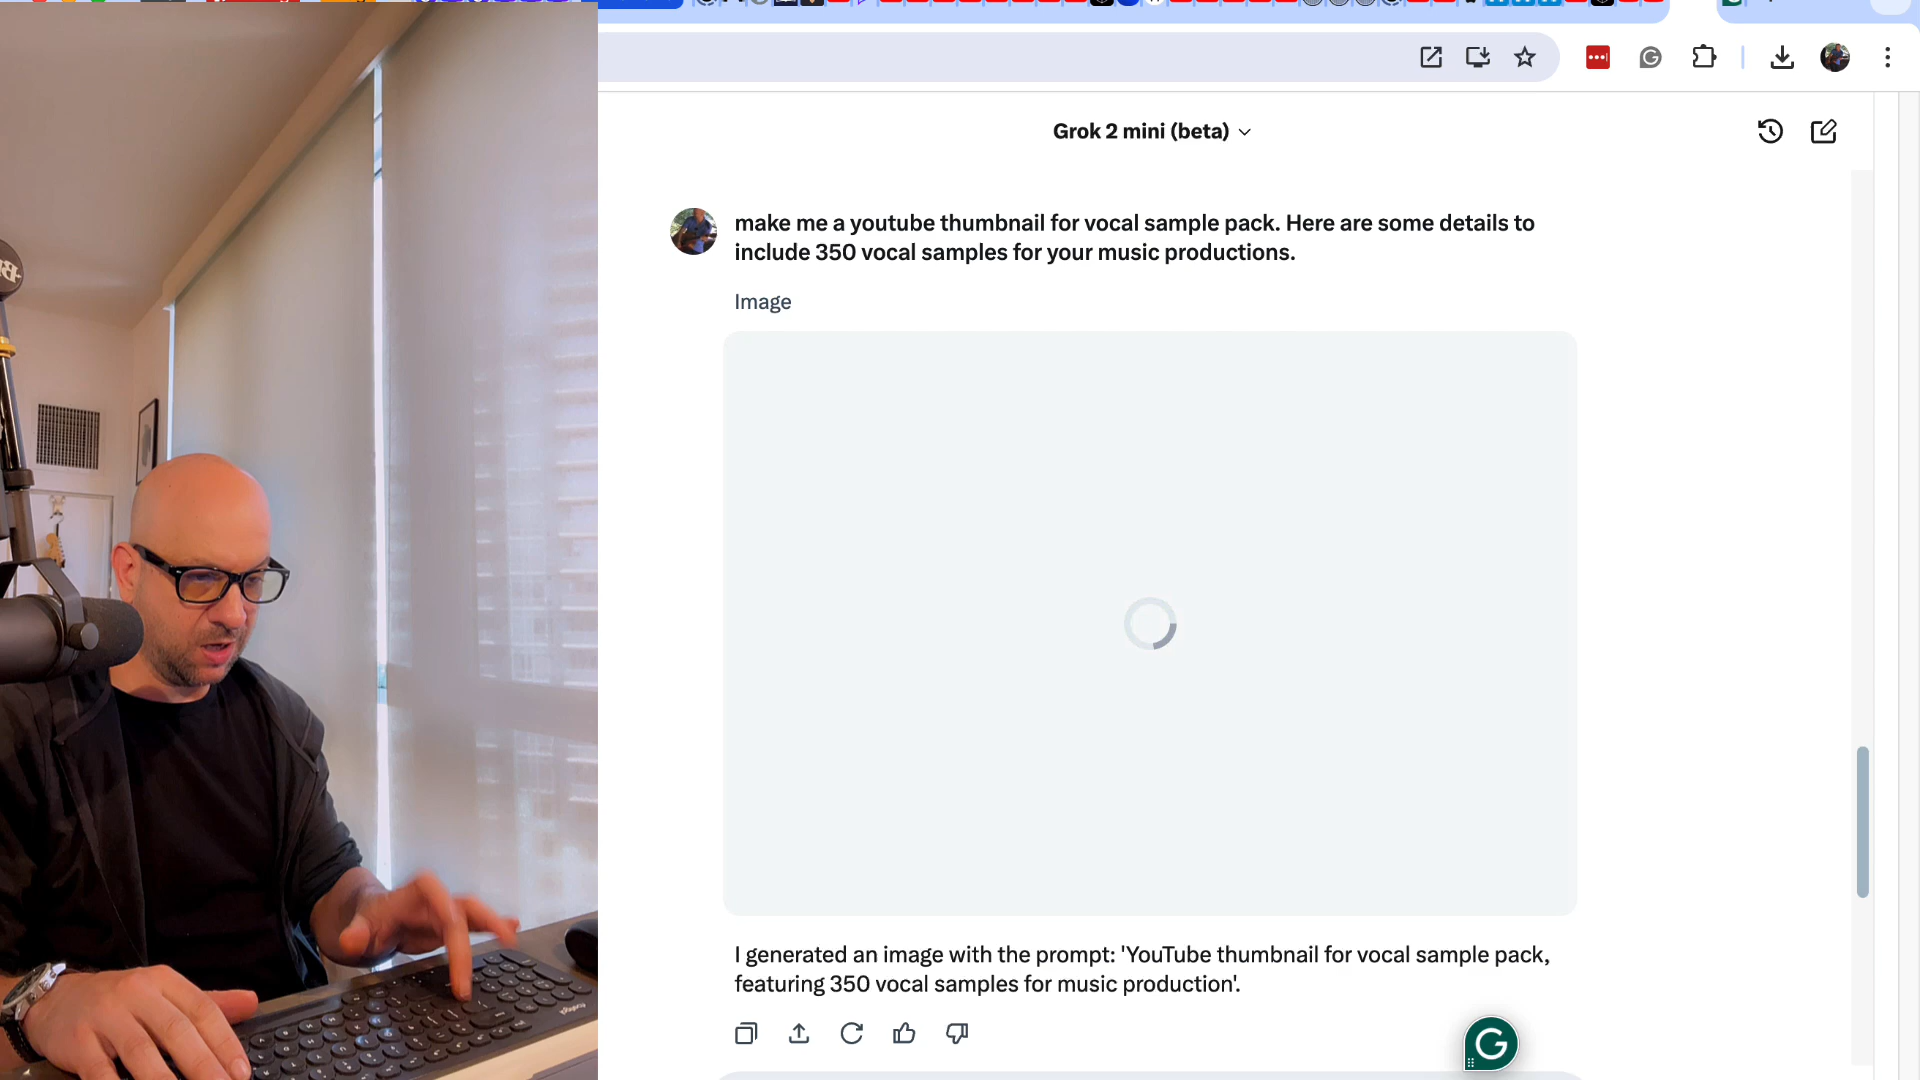 Grok 2 mini (beta)
make me a youtube thumbnail for vocal sample pack. Here are some details to
include 350 vocal samples for your music productions.
Image
I generated an image with the prompt: 'YouTube thumbnail for vocal sample pack,
featuring 350 vocal samples for music production'.